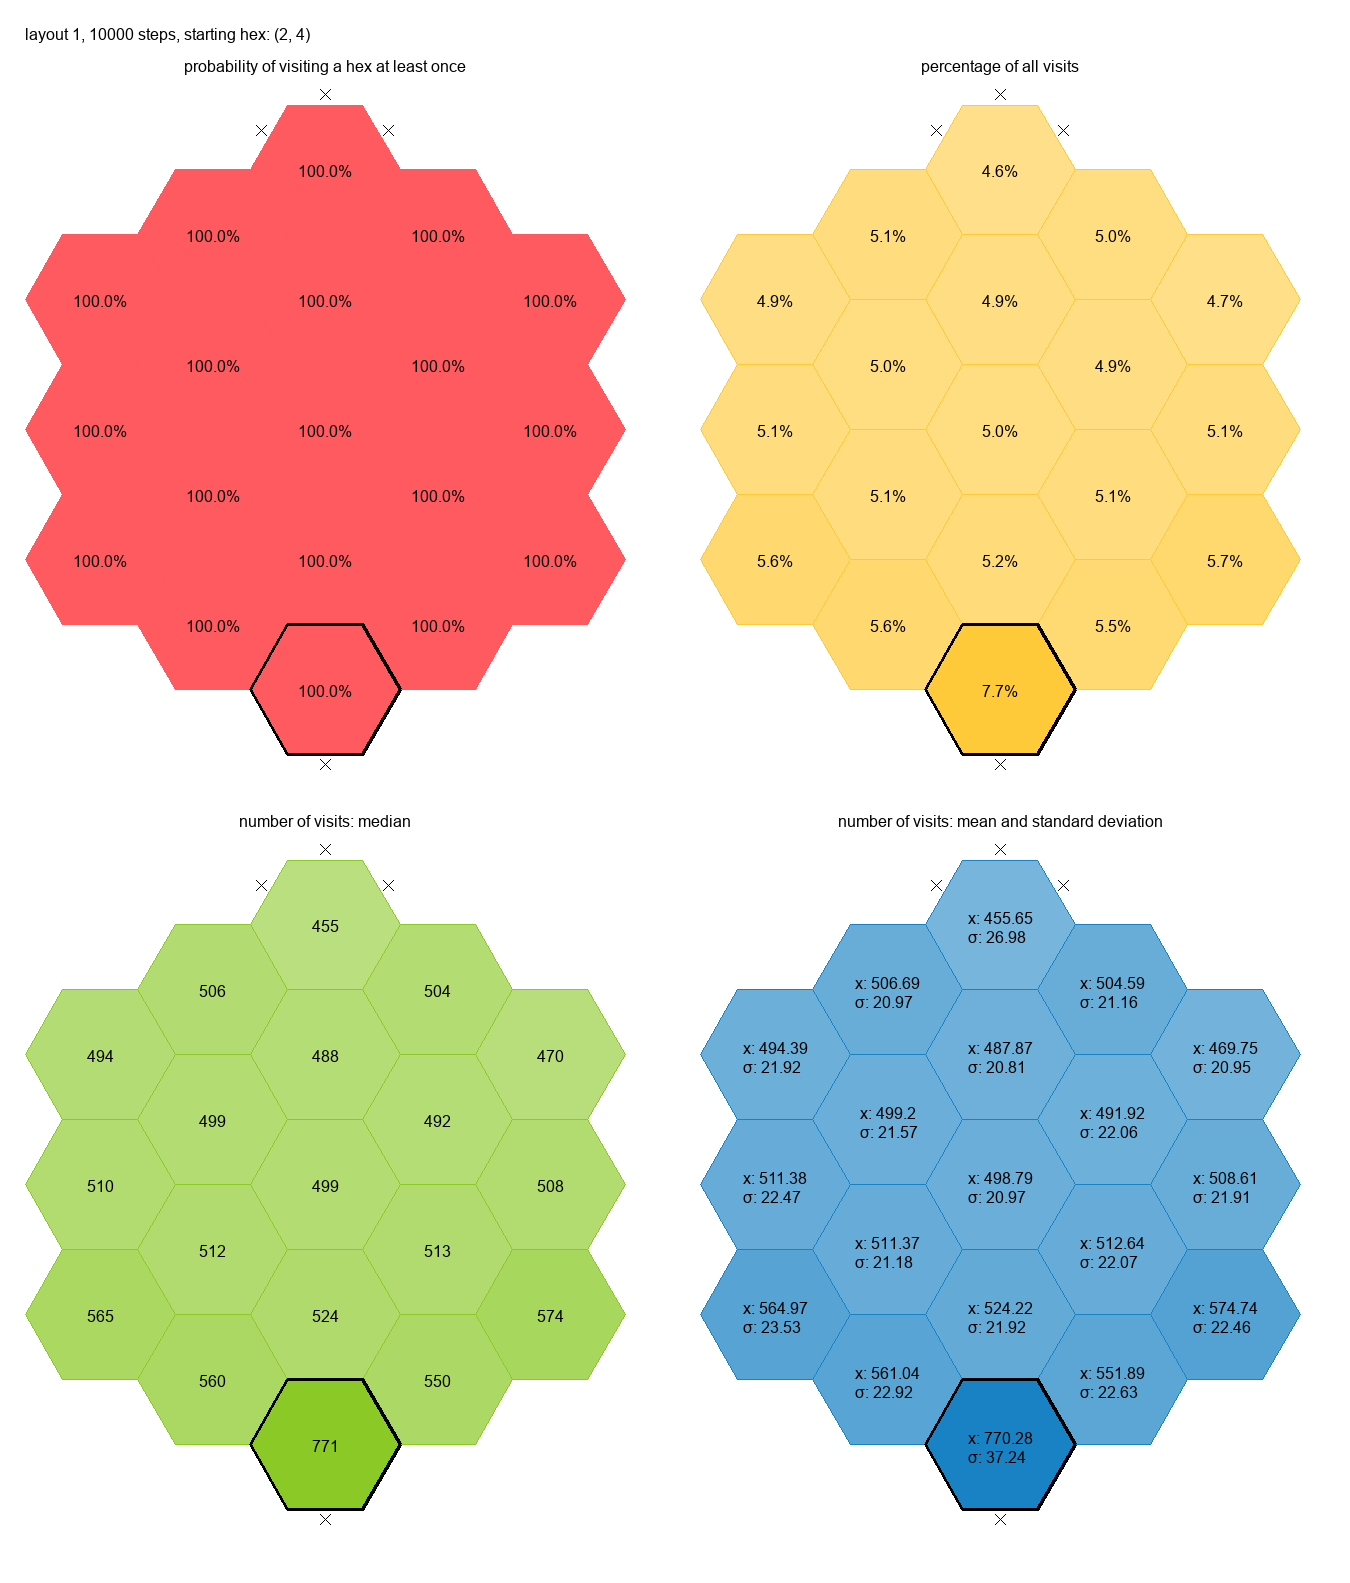 layout 1, 10000 steps, starting hex: (2, 4)
probability of visiting a hex at least once
100.0%
100.0% 100.0%
100.0% 100.0% 100.0%
100.0% 100.0%
100.0% 100.0% 100.0%
100.0% 100.0%
100.0% 100.0% 100.0%
100.0% 100.0%
100.0%
percentage of all visits
4.6%
5.1% 5.0%
4.9% 4.9% 4.7%
5.0% 4.9%
5.1% 5.0% 5.1%
5.1% 5.1%
5.6% 5.2% 5.7%
5.6% 5.5%
7.7%
number of visits: median
455
506 504
494 488 470
499 492
510 499 508
512 513
565 524 574
560 550
771
number of visits: mean and standard deviation
x: 455.65
σ: 26.98
x: 506.69 x: 504.59
σ: 20.97 σ: 21.16
x: 494.39 x: 487.87 x: 469.75
σ: 21.92 σ: 20.81 σ: 20.95
x: 499.2 x: 491.92
σ: 21.57 σ: 22.06
x: 511.38 x: 498.79 x: 508.61
σ: 22.47 σ: 20.97 σ: 21.91
x: 511.37 x: 512.64
σ: 21.18 σ: 22.07
x: 564.97 x: 524.22 x: 574.74
σ: 23.53 σ: 21.92 σ: 22.46
x: 561.04 x: 551.89
σ: 22.92 σ: 22.63
x: 770.28
σ: 37.24